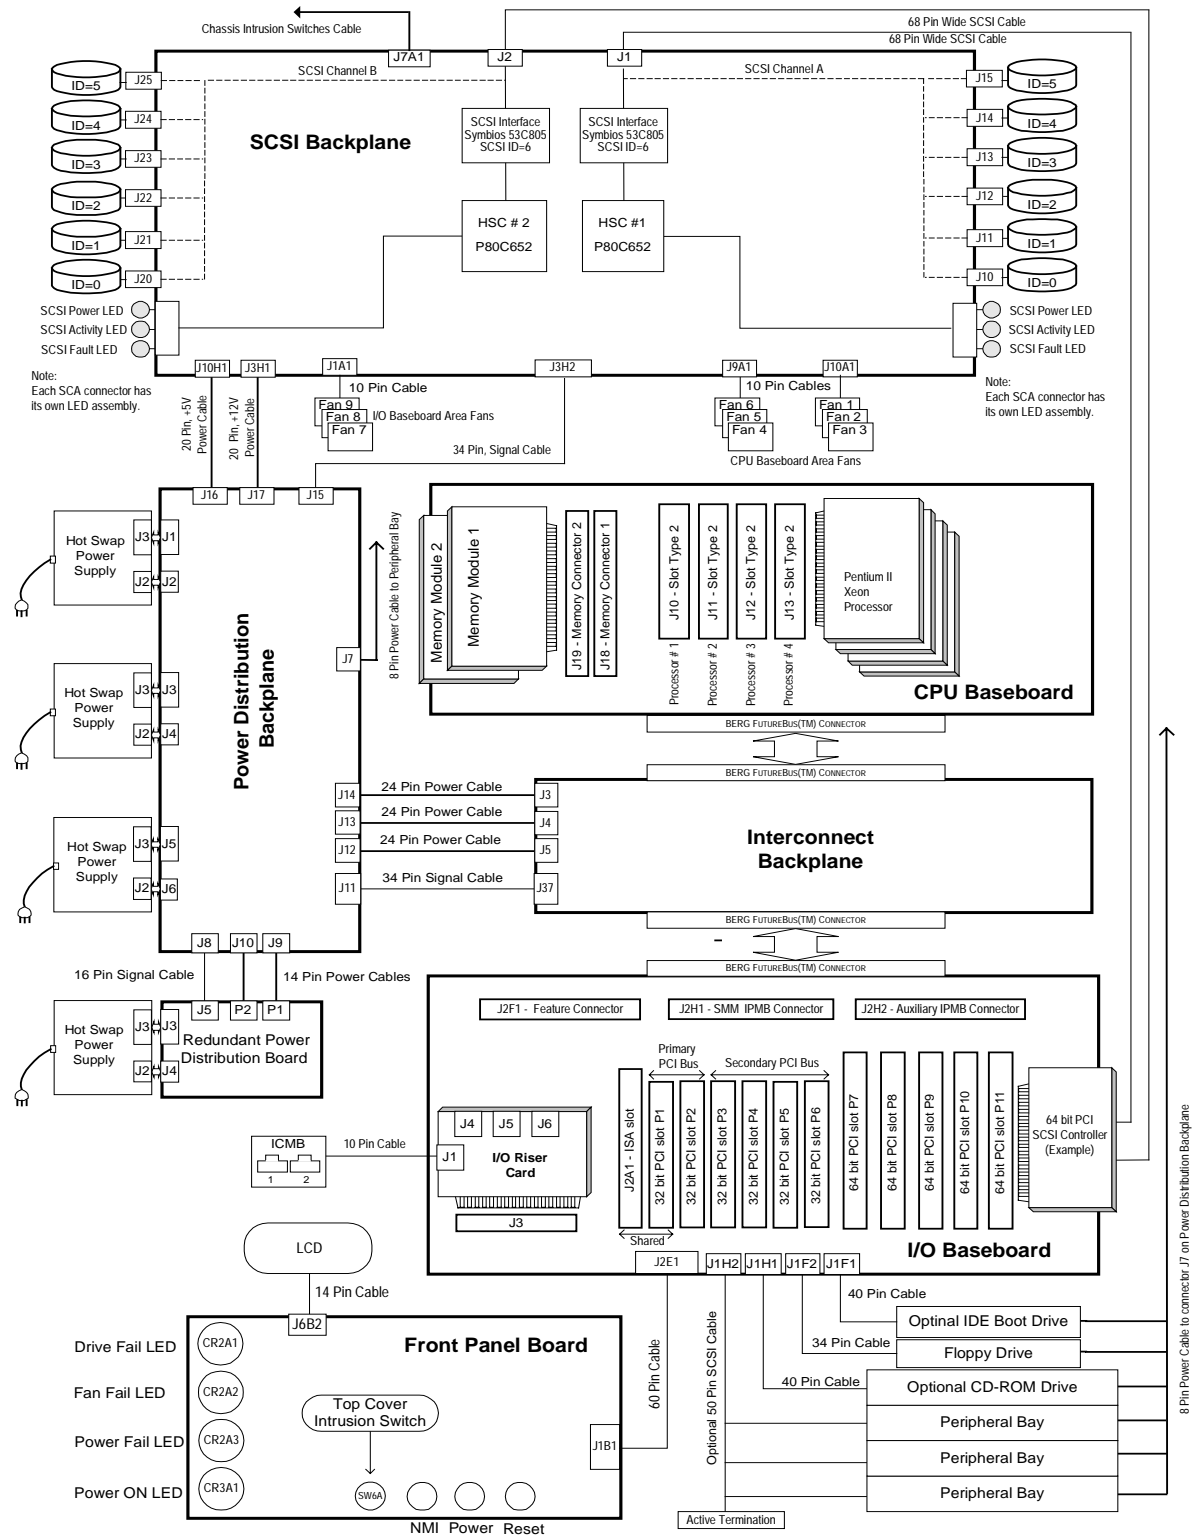 Chassis Intrusion Switches Cable
68 Pin Wide SCSI Cable
68 Pin Wide SCSI Cable
J7A1
J2
J1
SCSI Channel B
SCSI Channel A
J25
ID=5
J24
ID=4
J23
ID=3
J22
ID=2
J21
ID=1
J20
ID=0
SCSI Backplane
SCSI Interface
Symbios 53C805
SCSI ID=6
SCSI Interface
Symbios 53C805
SCSI ID=6
HSC # 2
P80C652
HSC #1
P80C652
J15
ID=5
J14
ID=4
J13
ID=3
J12
ID=2
J11
ID=1
J10
ID=0
SCSI Power LED
SCSI Activity LED
SCSI Fault LED
SCSI Power LED
SCSI Activity LED
SCSI Fault LED
Note:
Each SCA connector has
its own LED assembly.
Note:
Each SCA connector has
its own LED assembly.
J10H1
J3H1
J1A1
J3H2
J9A1
J10A1
20 Pin, +5V
Power Cable
20 Pin, +12V
Power Cable
10 Pin Cable
Fan 9
Fan 8
Fan 7
I/O Baseboard Area Fans
34 Pin, Signal Cable
10 Pin Cables
Fan 6
Fan 5
Fan 4
Fan 1
Fan 2
Fan 3
CPU Baseboard Area Fans
J16
J17
J15
Hot Swap
Power
Supply
J3
J1
J2
J2
Hot Swap
Power
Supply
J3
J3
J2
J4
Hot Swap
Power
Supply
J3
J5
J2
J6
Power Distribution
Backplane
J7
8 Pin Power Cable to Peripheral Bay
J14
J13
J12
J11
24 Pin Power Cable
24 Pin Power Cable
24 Pin Power Cable
34 Pin Signal Cable
J3
J4
J5
J37
Memory Module 2
Memory Module 1
J19 - Memory Connector 2
J18 - Memory Connector 1
J10 - Slot Type 2
J11 - Slot Type 2
J12 - Slot Type 2
J13 - Slot Type 2
Processor # 1
Processor # 2
Processor # 3
Processor # 4
Pentium II
Xeon
Processor
CPU Baseboard
BERG FUTUREBUS(TM) CONNECTOR
BERG FUTUREBUS(TM) CONNECTOR
Interconnect
Backplane
BERG FUTUREBUS(TM) CONNECTOR
-
BERG FUTUREBUS(TM) CONNECTOR
J8
J10
J9
16 Pin Signal Cable
14 Pin Power Cables
J5
P2
P1
Hot Swap
Power
Supply
J3
J3
J2
J4
Redundant Power
Distribution Board
J2F1 - Feature Connector
J2H1 - SMM IPMB Connector
J2H2 - Auxiliary IPMB Connector
Primary
PCI Bus
Secondary PCI Bus
J2A1 - ISA slot
32 bit PCI slot P1
32 bit PCI slot P2
32 bit PCI slot P3
32 bit PCI slot P4
32 bit PCI slot P5
32 bit PCI slot P6
64 bit PCI slot P7
64 bit PCI slot P8
64 bit PCI slot P9
64 bit PCI slot P10
64 bit PCI slot P11
64 bit PCI
SCSI Controller
(Example)
Shared
J4
J5
J6
J1
I/O Riser
Card
J3
ICMB
1
2
10 Pin Cable
I/O Baseboard
J2E1
J1H2
J1H1
J1F2
J1F1
LCD
14 Pin Cable
J6B2
Front Panel Board
Drive Fail LED
CR2A1
Fan Fail LED
CR2A2
Power Fail LED
CR2A3
Power ON LED
CR3A1
Top Cover
Intrusion Switch
SW6A
NMI
Power
Reset
J1B1
60 Pin Cable
Optional 50 Pin SCSI Cable
40 Pin Cable
Optinal IDE Boot Drive
34 Pin Cable
Floppy Drive
40 Pin Cable
Optional CD-ROM Drive
Peripheral Bay
Peripheral Bay
Peripheral Bay
Active Termination
8 Pin Power Cable to connector J7 on Power Distribution Backplane